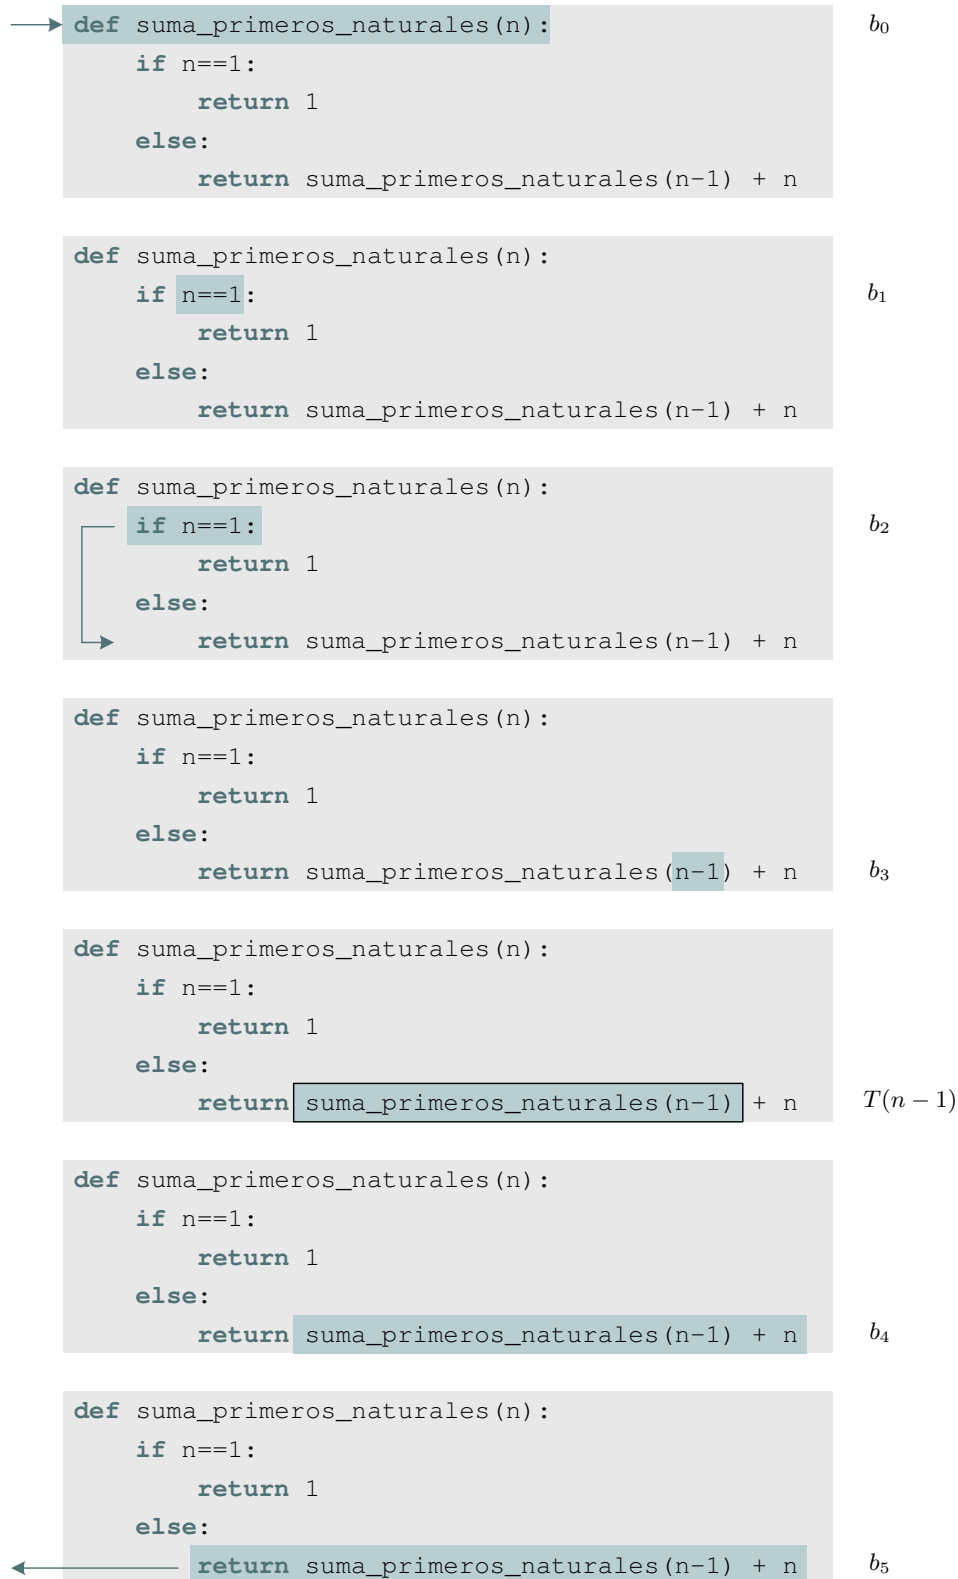 def suma_primeros_naturales(n): b₀
if n==1:
return 1
else:
return suma_primeros_naturales(n-1) + n
def suma_primeros_naturales(n):
if n==1: b₁
return 1
else:
return suma_primeros_naturales(n-1) + n
def suma_primeros_naturales(n):
if n==1: b₂
return 1
else:
return suma_primeros_naturales(n-1) + n
def suma_primeros_naturales(n):
if n==1:
return 1
else:
return suma_primeros_naturales(n-1) + n b₃
def suma_primeros_naturales(n):
if n==1:
return 1
else:
return suma_primeros_naturales(n-1) + n T(n − 1)
def suma_primeros_naturales(n):
if n==1:
return 1
else:
return suma_primeros_naturales(n-1) + n b₄
def suma_primeros_naturales(n):
if n==1:
return 1
else:
return suma_primeros_naturales(n-1) + n b₅